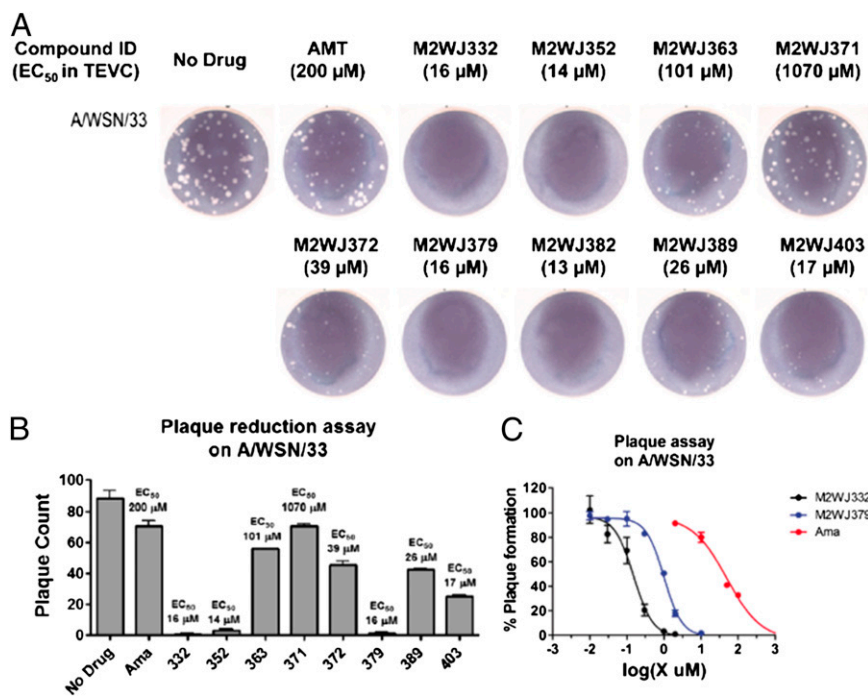 A
Compound ID
(EC50 in TEVC)
No Drug
AMT
(200 µM)
M2WJ332
(16 µM)
M2WJ352
(14 µM)
M2WJ363
(101 µM)
M2WJ371
(1070 µM)
A/WSN/33
M2WJ372
(39 µM)
M2WJ379
(16 µM)
M2WJ382
(13 µM)
M2WJ389
(26 µM)
M2WJ403
(17 µM)
B
Plaque reduction assay
on A/WSN/33
Plaque Count
100
80
60
40
20
0
EC50
200 µM
EC50
16 µM
EC50
14 µM
EC50
101 µM
EC50
1070 µM
EC50
39 µM
EC50
16 µM
EC50
26 µM
EC50
17 µM
No Drug
Ama
332
352
363
371
372
379
389
403
C
Plaque assay
on A/WSN/33
% Plaque formation
120
100
80
60
40
20
0
-3
-2
-1
0
1
2
3
log(X uM)
M2WJ332
M2WJ379
Ama